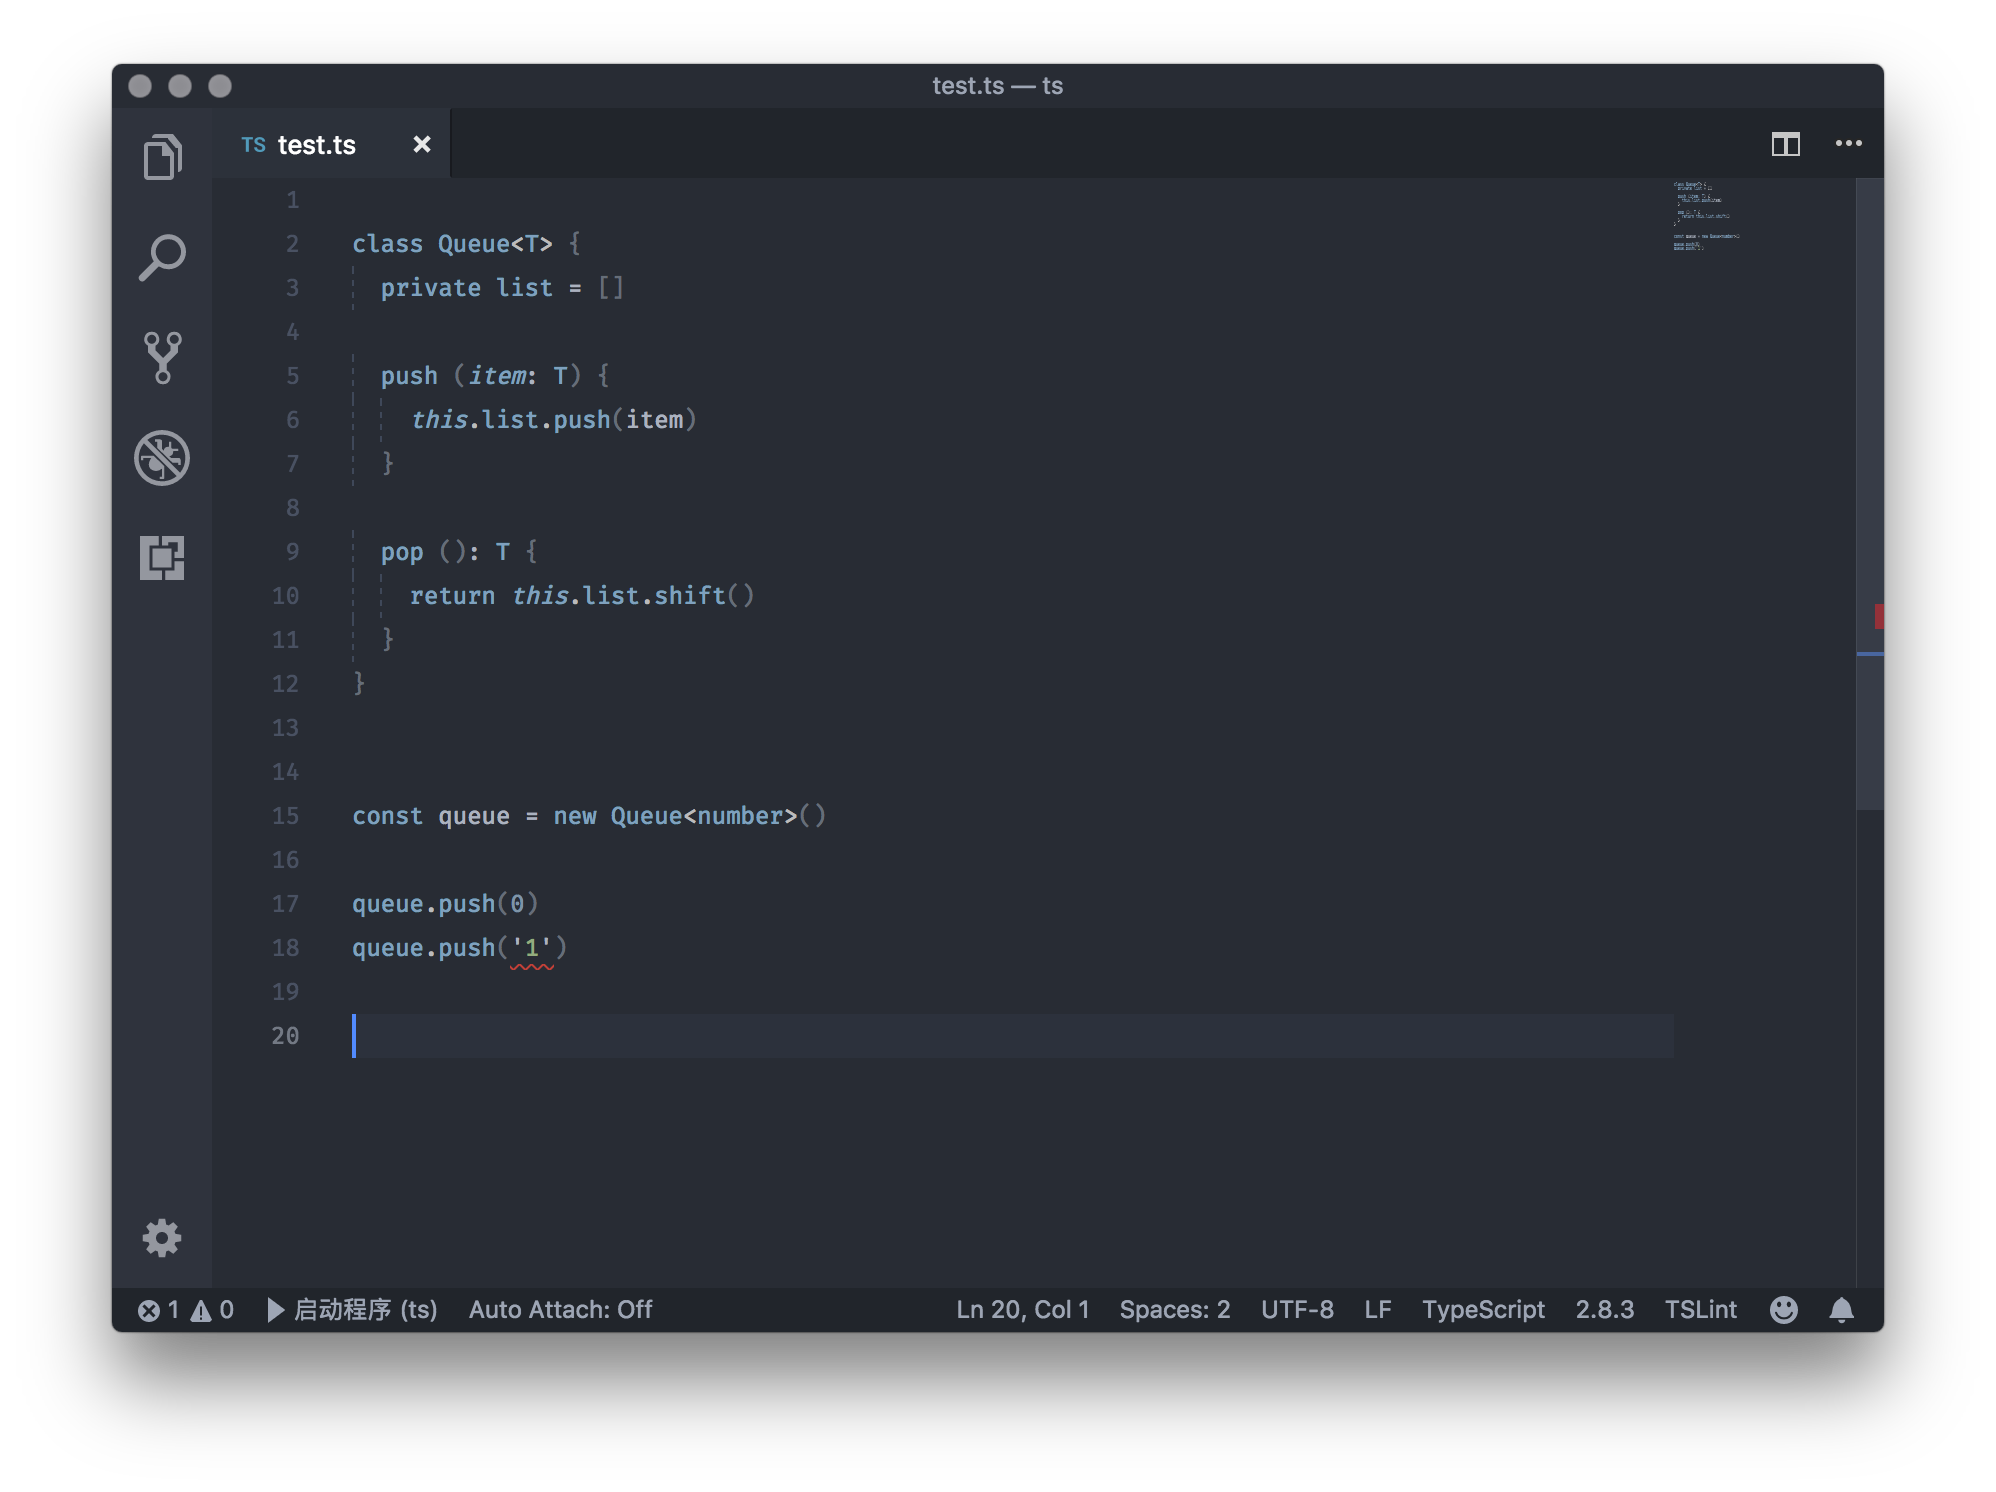 test.ts — ts
TS test.ts
1
2 class Queue<T> {
3 private list = []
4
5 push (item: T) {
6 this.list.push(item)
7 }
8
9 pop (): T {
10 return this.list.shift()
11 }
12 }
13
14
15 const queue = new Queue<number>()
16
17 queue.push(0)
18 queue.push('1')
19
20
1 0 启动程序 (ts) Auto Attach: Off Ln 20, Col 1 Spaces: 2 UTF-8 LF TypeScript 2.8.3 TSLint